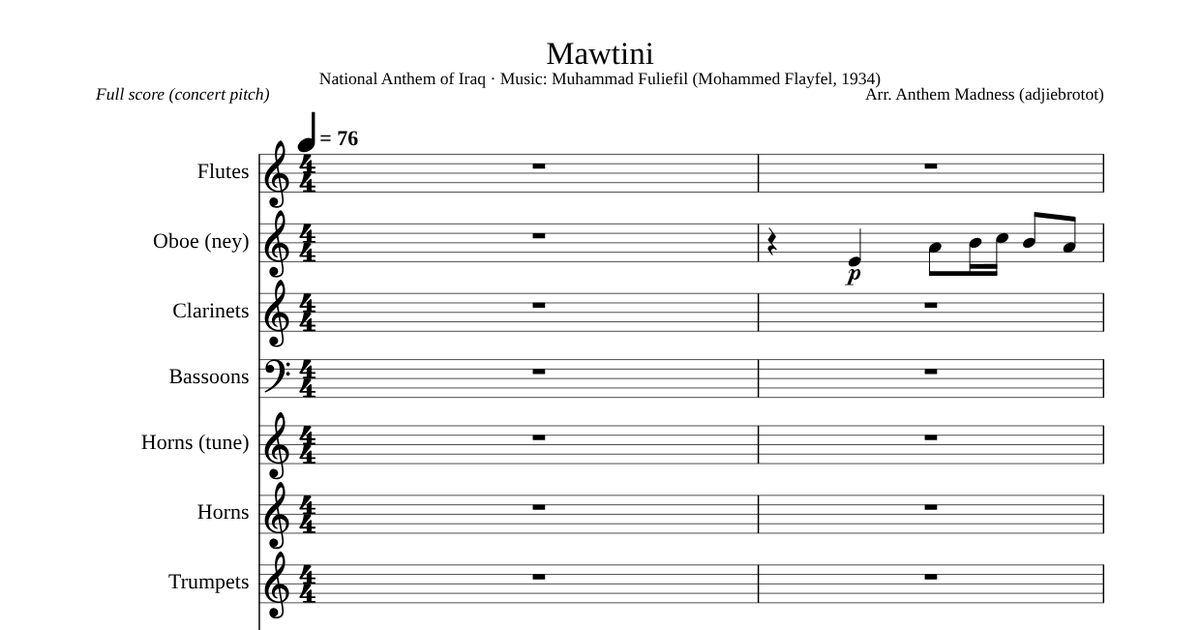 Mawtini
National Anthem of Iraq · Music: Muhammad Fuliefil (Mohammed Flayfel, 1934)
Full score (concert pitch)
Arr. Anthem Madness (adjiebrotot)
= 76
Flutes
Oboe (ney)
p
Clarinets
Bassoons
Horns (tune)
Horns
Trumpets